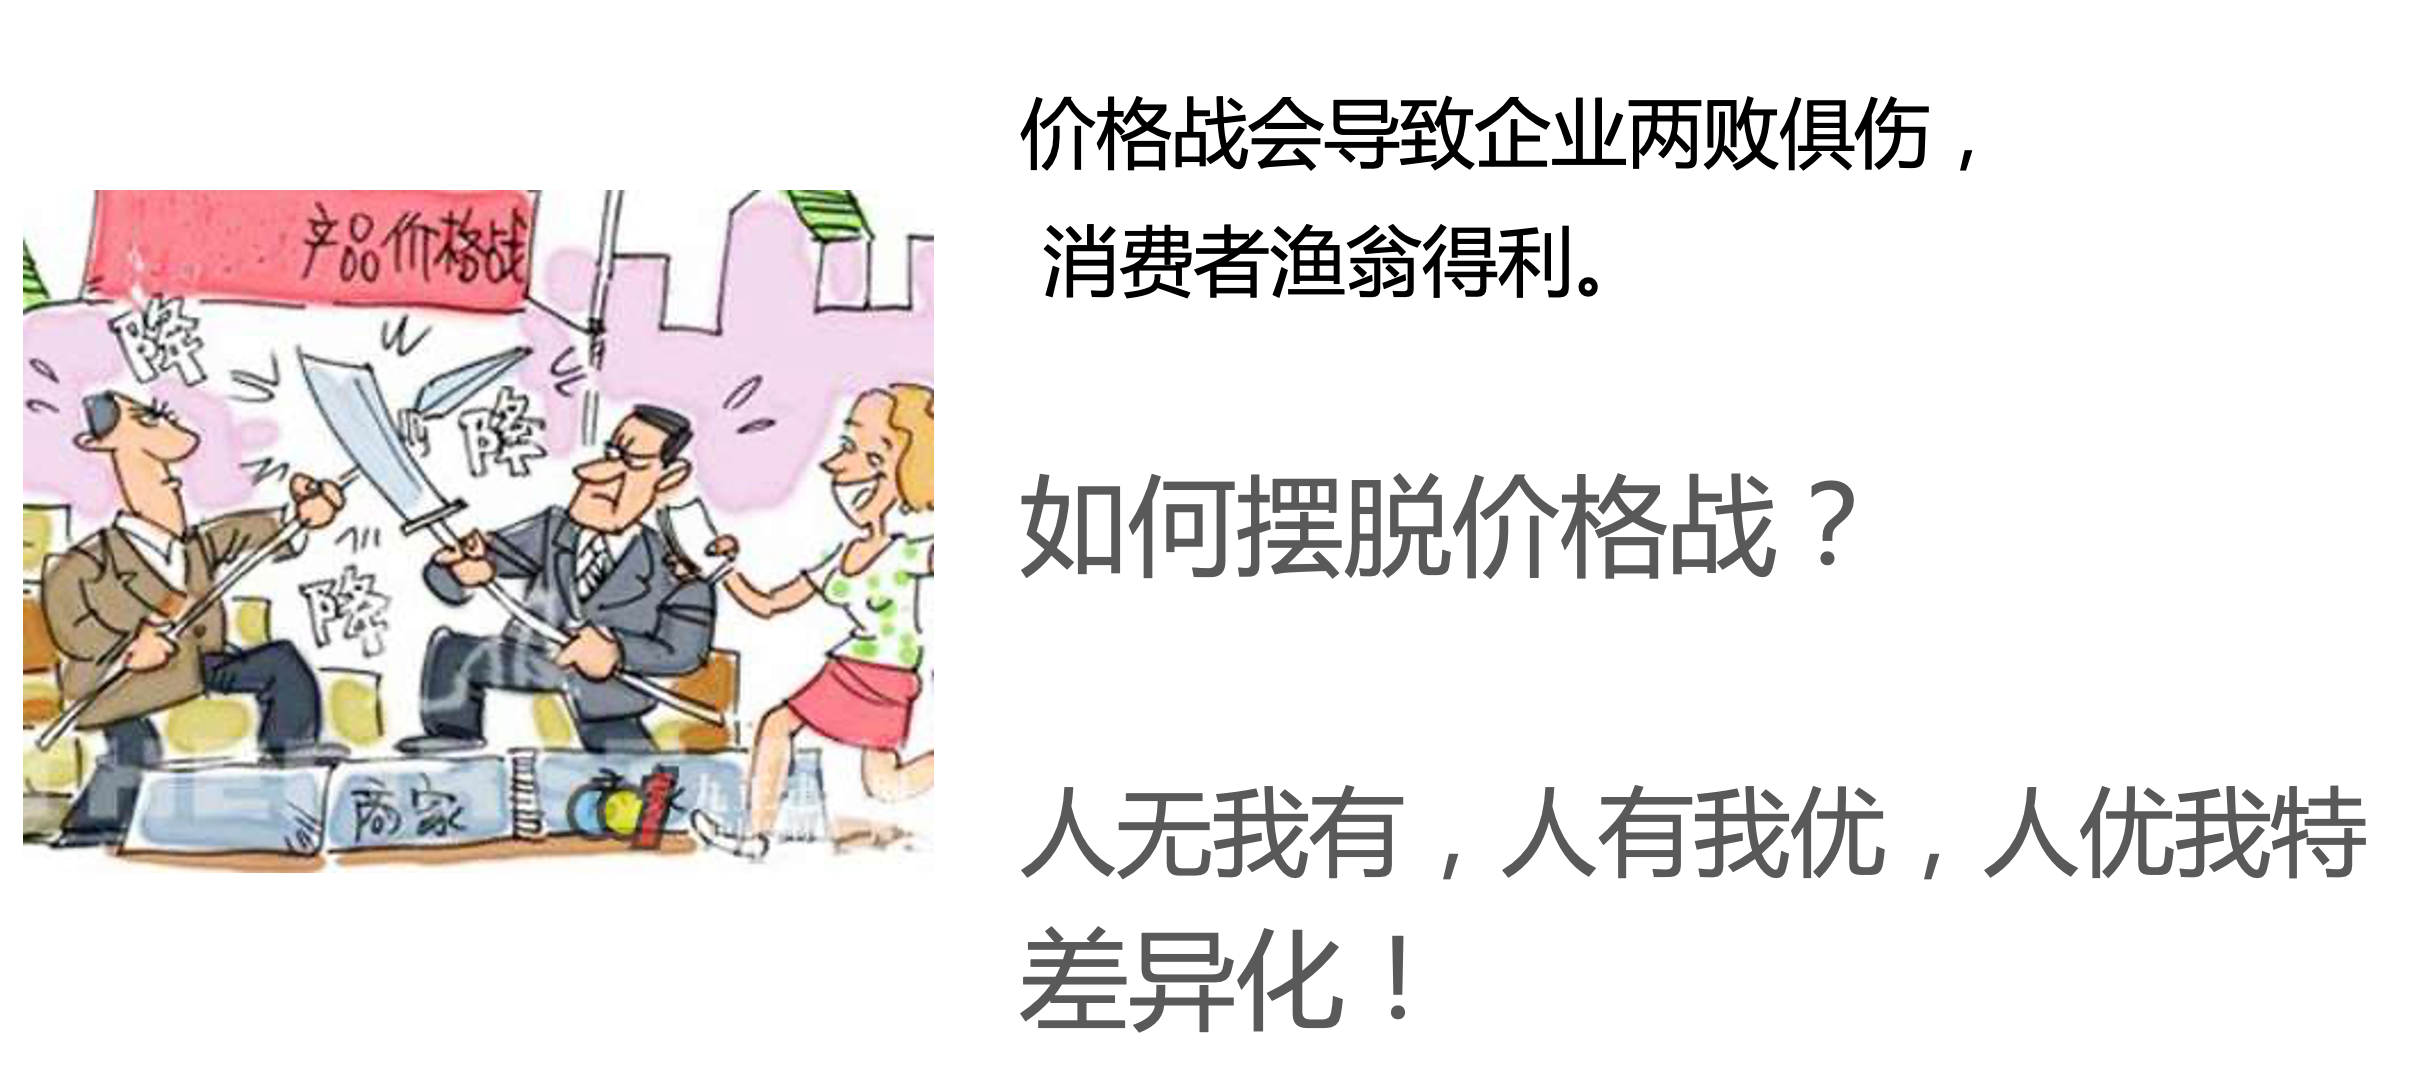 产品价格战
降
降
降
商家
价格战会导致企业两败俱伤，
消费者渔翁得利。
如何摆脱价格战？
人无我有，人有我优，人优我特
差异化！